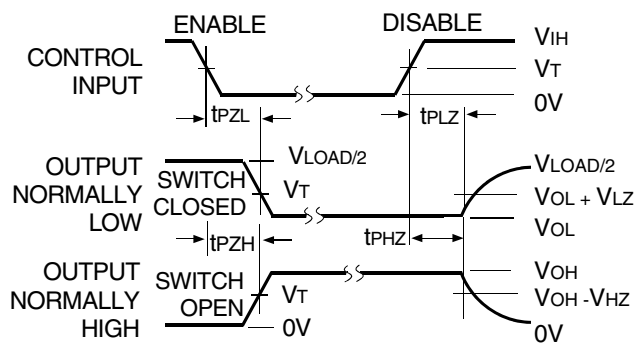 ENABLE DISABLE
CONTROL INPUT
VIH
VT
0V
tPZL tPLZ
OUTPUT NORMALLY LOW
SWITCH CLOSED
VLOAD/2
VT
VLOAD/2
VOL + VLZ
VOL
tPZH tPHZ
OUTPUT NORMALLY HIGH
SWITCH OPEN
VT
0V
VOH
VOH -VHZ
0V